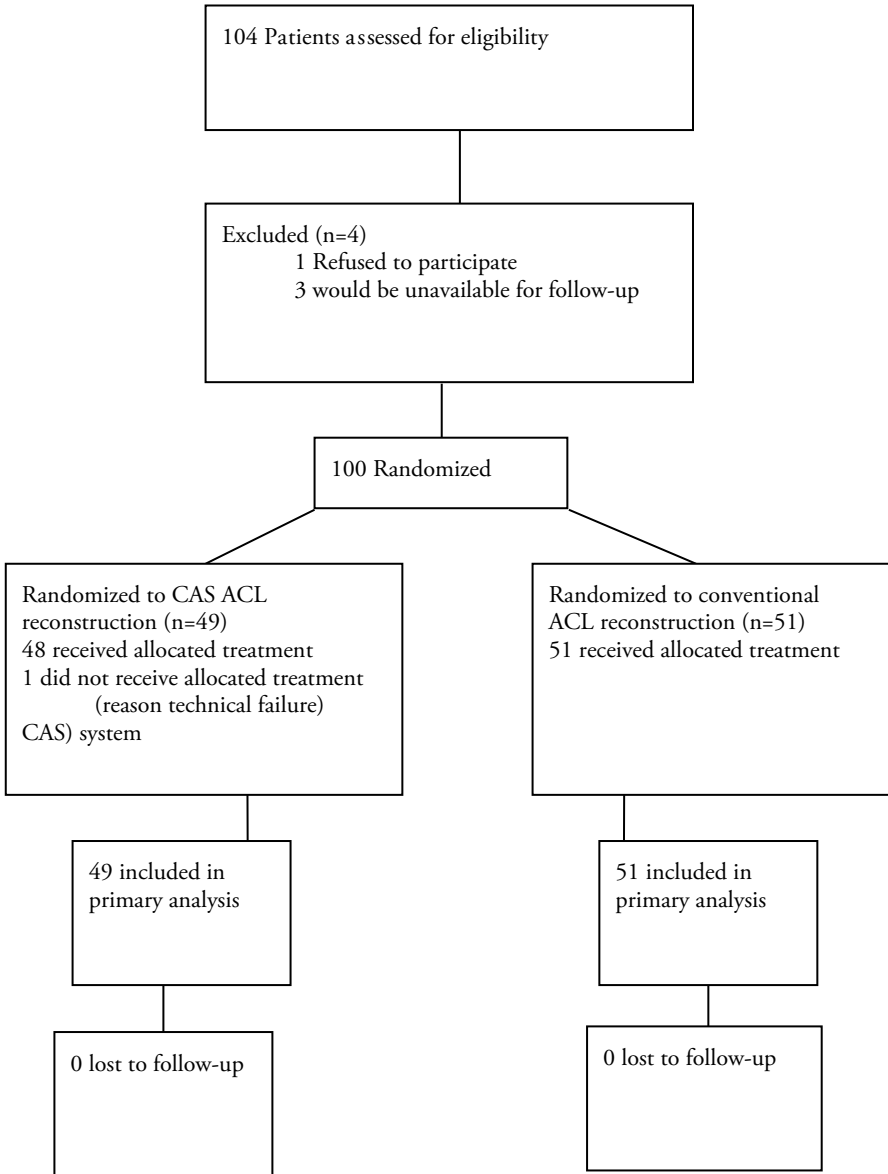 104 Patients assessed for eligibility
Excluded (n=4)
1 Refused to participate
3 would be unavailable for follow-up
100 Randomized
Randomized to CAS ACL
reconstruction (n=49)
48 received allocated treatment
1 did not receive allocated treatment
(reason technical failure)
CAS) system
Randomized to conventional
ACL reconstruction (n=51)
51 received allocated treatment
49 included in
primary analysis
51 included in
primary analysis
0 lost to follow-up
0 lost to follow-up